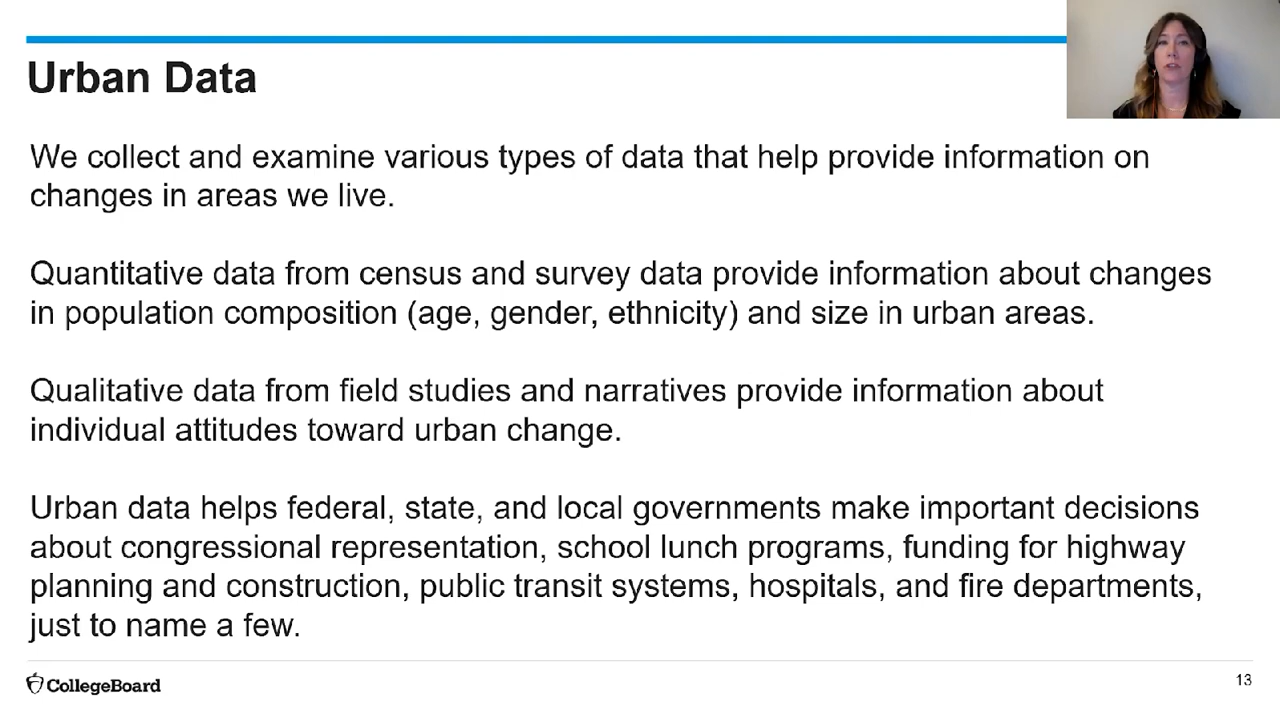 Urban Data
We collect and examine various types of data that help provide information on
changes in areas we live.
Quantitative data from census and survey data provide information about changes
in population composition (age, gender, ethnicity) and size in urban areas.
Qualitative data from field studies and narratives provide information about
individual attitudes toward urban change.
Urban data helps federal, state, and local governments make important decisions
about congressional representation, school lunch programs, funding for highway
planning and construction, public transit systems, hospitals, and fire departments,
just to name a few.
CollegeBoard
13